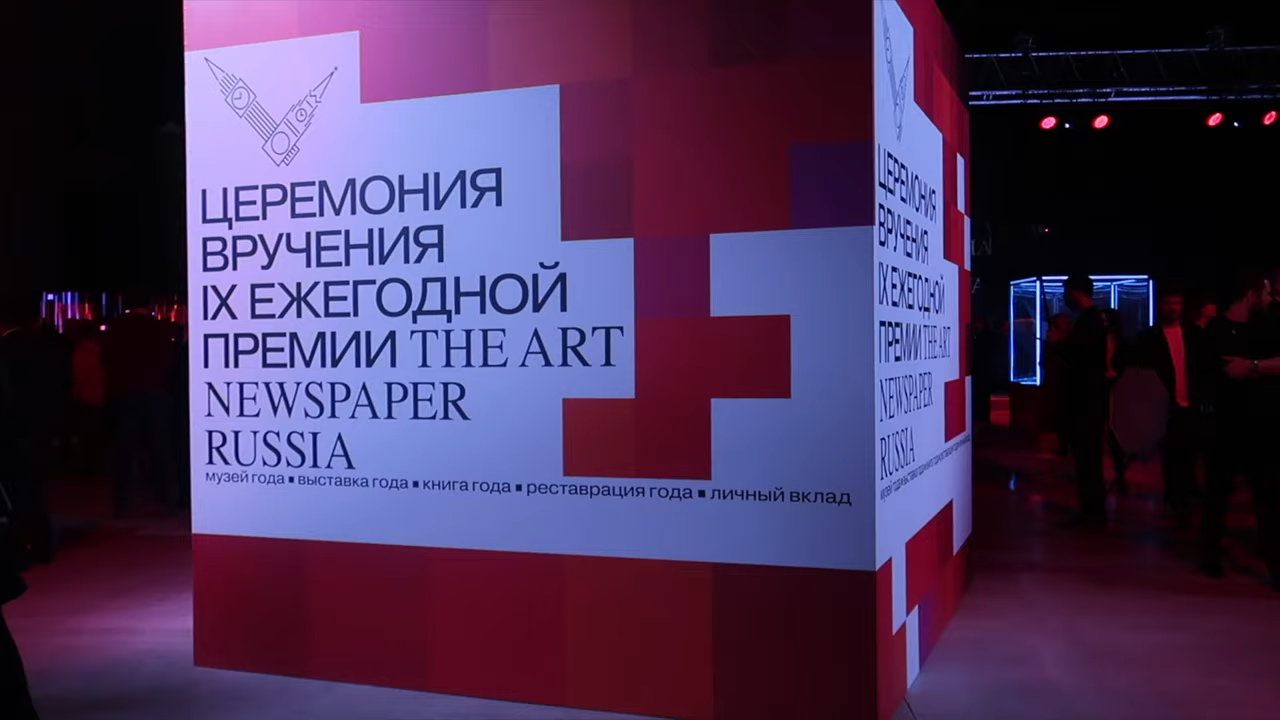 ЦЕРЕМОНИЯ
ВРУЧЕНИЯ
IX ЕЖЕГОДНОЙ
ПРЕМИИ THE ART
NEWSPAPER
RUSSIA
музей года ▪ выставка года ▪ книга года ▪ реставрация года ▪ личный вклад
ЦЕРЕМОНИЯ
ВРУЧЕНИЯ
IX ЕЖЕГОДНОЙ
ПРЕМИИ THE ART
NEWSPAPER
RUSSIA